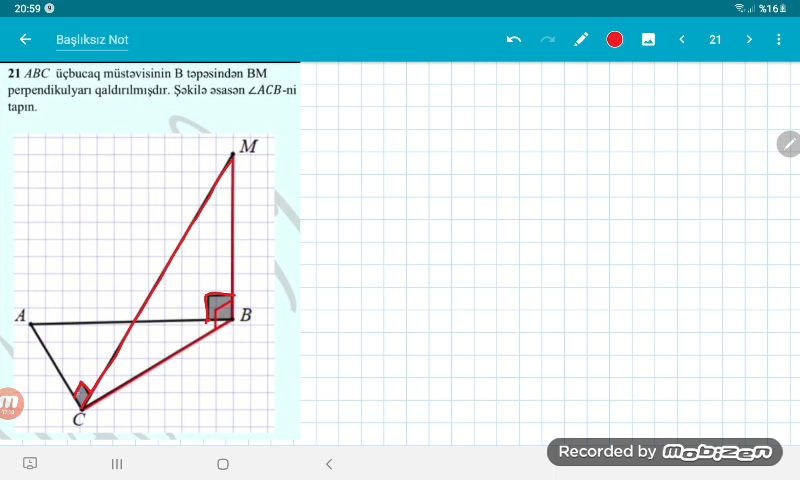 20:59
%16
Başlıksız Not
21
21 ABC üçbucaq müstəvisinin B təpəsindən BM
perpendikulyarı qaldırılmışdır. Şəkilə əsasən ∠ACB-ni
tapın.
M
A
B
C
Recorded by mobizen